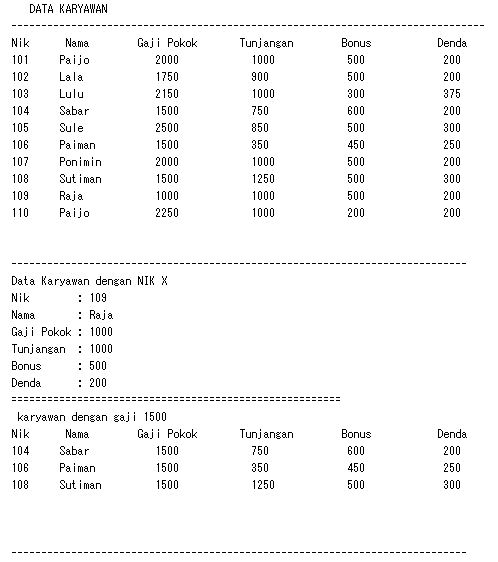 DATA KARYAWAN
--------------------------------------------------------------------------------
Nik Nama Gaji Pokok Tunjangan Bonus Denda
101 Paijo 2000 1000 500 200
102 Lala 1750 900 500 200
103 Lulu 2150 1000 300 375
104 Sabar 1500 750 600 200
105 Sule 2500 850 500 300
106 Paiman 1500 350 450 250
107 Ponimin 2000 1000 500 200
108 Sutiman 1500 1250 500 300
109 Raja 1000 1000 500 200
110 Paijo 2250 1000 200 200
-----------------------------------------------------------------------------
Data Karyawan dengan NIK X
Nik : 109
Nama : Raja
Gaji Pokok : 1000
Tunjangan : 1000
Bonus : 500
Denda : 200
=======================================================
karyawan dengan gaji 1500
Nik Nama Gaji Pokok Tunjangan Bonus Denda
104 Sabar 1500 750 600 200
106 Paiman 1500 350 450 250
108 Sutiman 1500 1250 500 300
-----------------------------------------------------------------------------